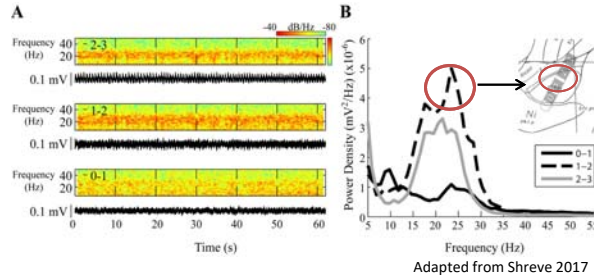 A
-40 dB/Hz -80
Frequency (Hz)
40
20
2-3
0.1 mV
Frequency (Hz)
40
20
1-2
0.1 mV
Frequency (Hz)
40
20
0-1
0.1 mV
0 10 20 30 40 50 60
Time (s)
B
Power Density (mV²/Hz) (x10⁻⁶)
6
5
4
3
2
1
0
5 10 15 20 25 30 35 40 45 50 55
Frequency (Hz)
Ni
0–1
1–2
2–3
Adapted from Shreve 2017